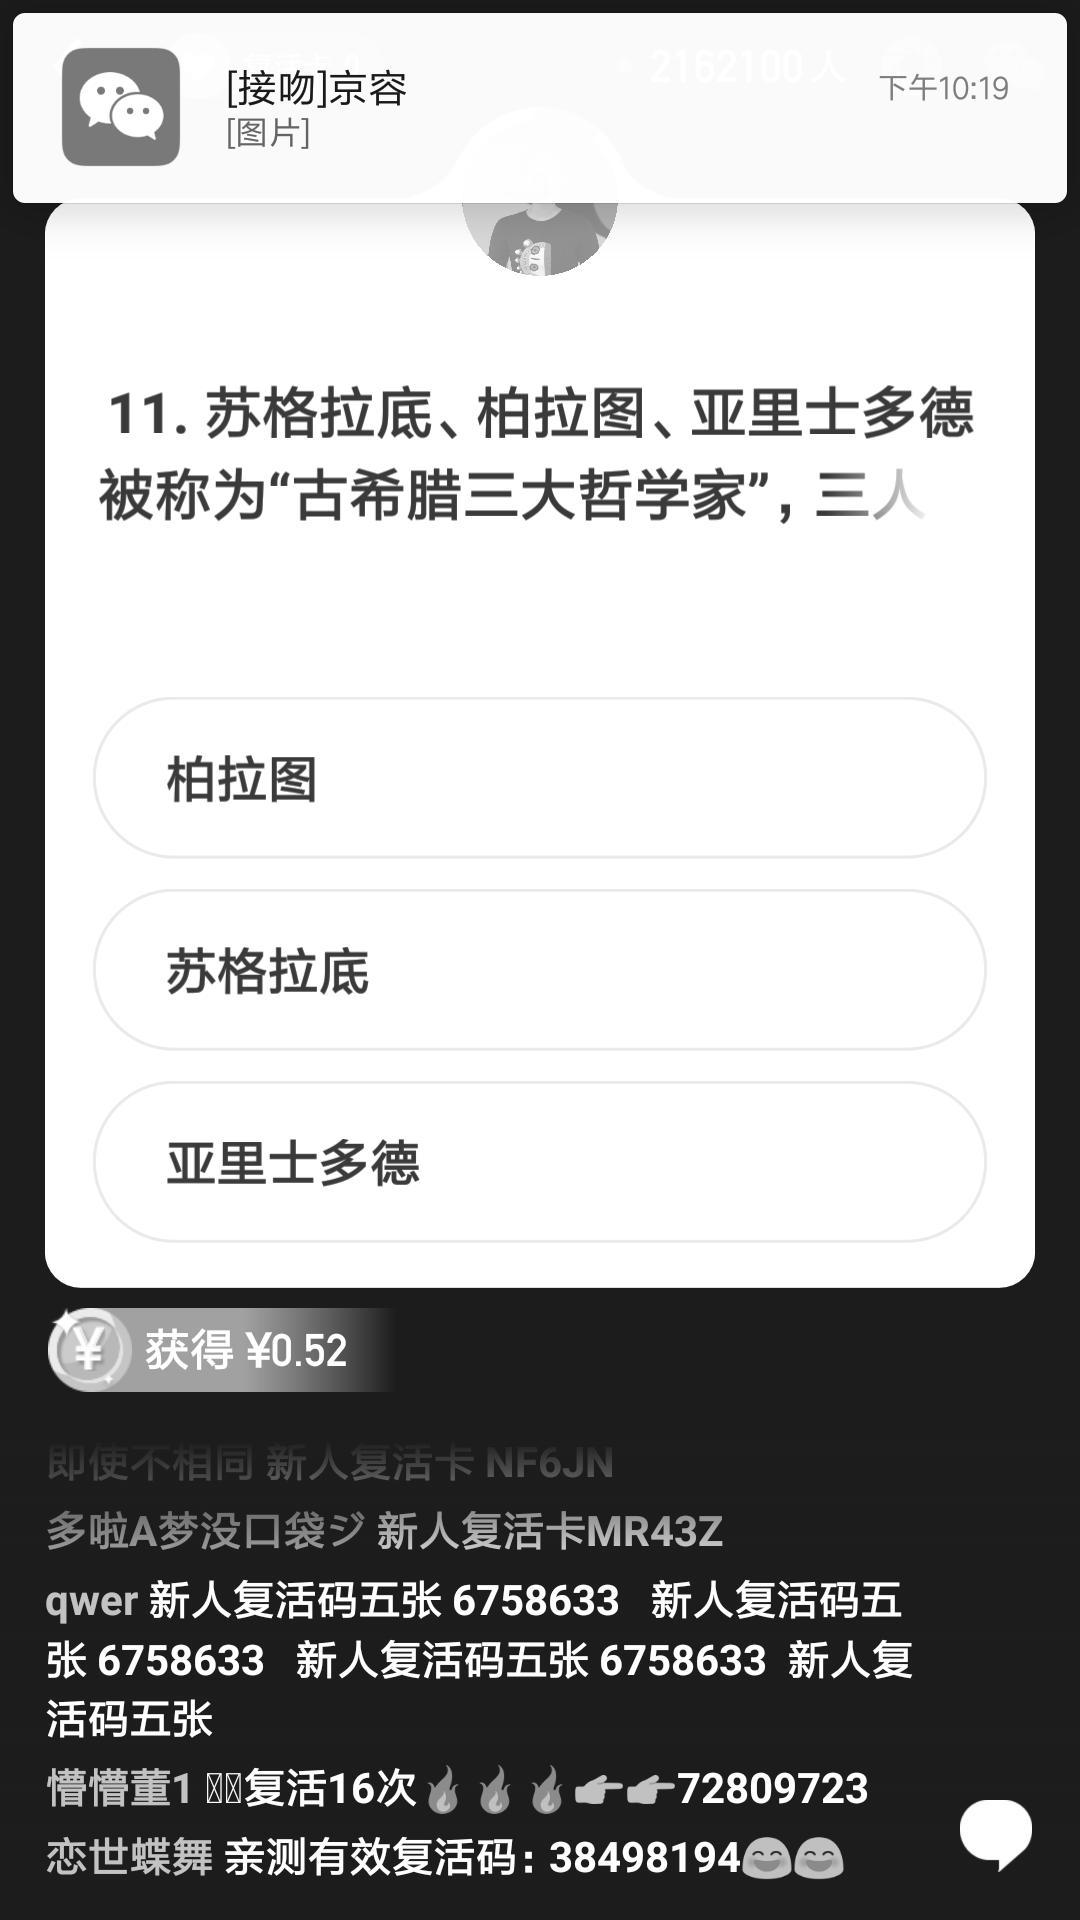 2162100人
[接吻]京容
下午10:19
[图片]
11. 苏格拉底、柏拉图、亚里士多德
被称为“古希腊三大哲学家”，三人
柏拉图
苏格拉底
亚里士多德
¥ 获得 ¥0.52
即使不相同 新人复活卡 NF6JN
多啦A梦没口袋ジ 新人复活卡MR43Z
qwer 新人复活码五张 6758633 新人复活码五
张 6758633 新人复活码五张 6758633 新人复
活码五张
懵懵董1 复活16次🔥🔥🔥👉👉72809723
恋世蝶舞 亲测有效复活码：38498194😊😊